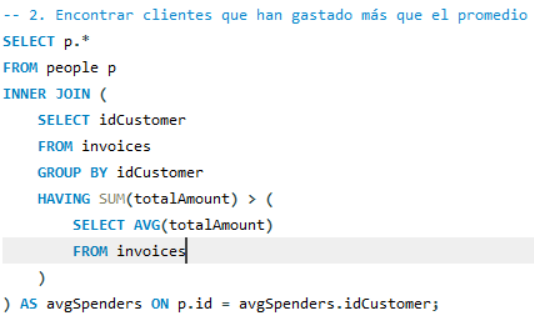 -- 2. Encontrar clientes que han gastado más que el promedio
SELECT p.*
FROM people p
INNER JOIN (
    SELECT idCustomer
    FROM invoices
    GROUP BY idCustomer
    HAVING SUM(totalAmount) > (
        SELECT AVG(totalAmount)
        FROM invoices
    )
) AS avgSpenders ON p.id = avgSpenders.idCustomer;